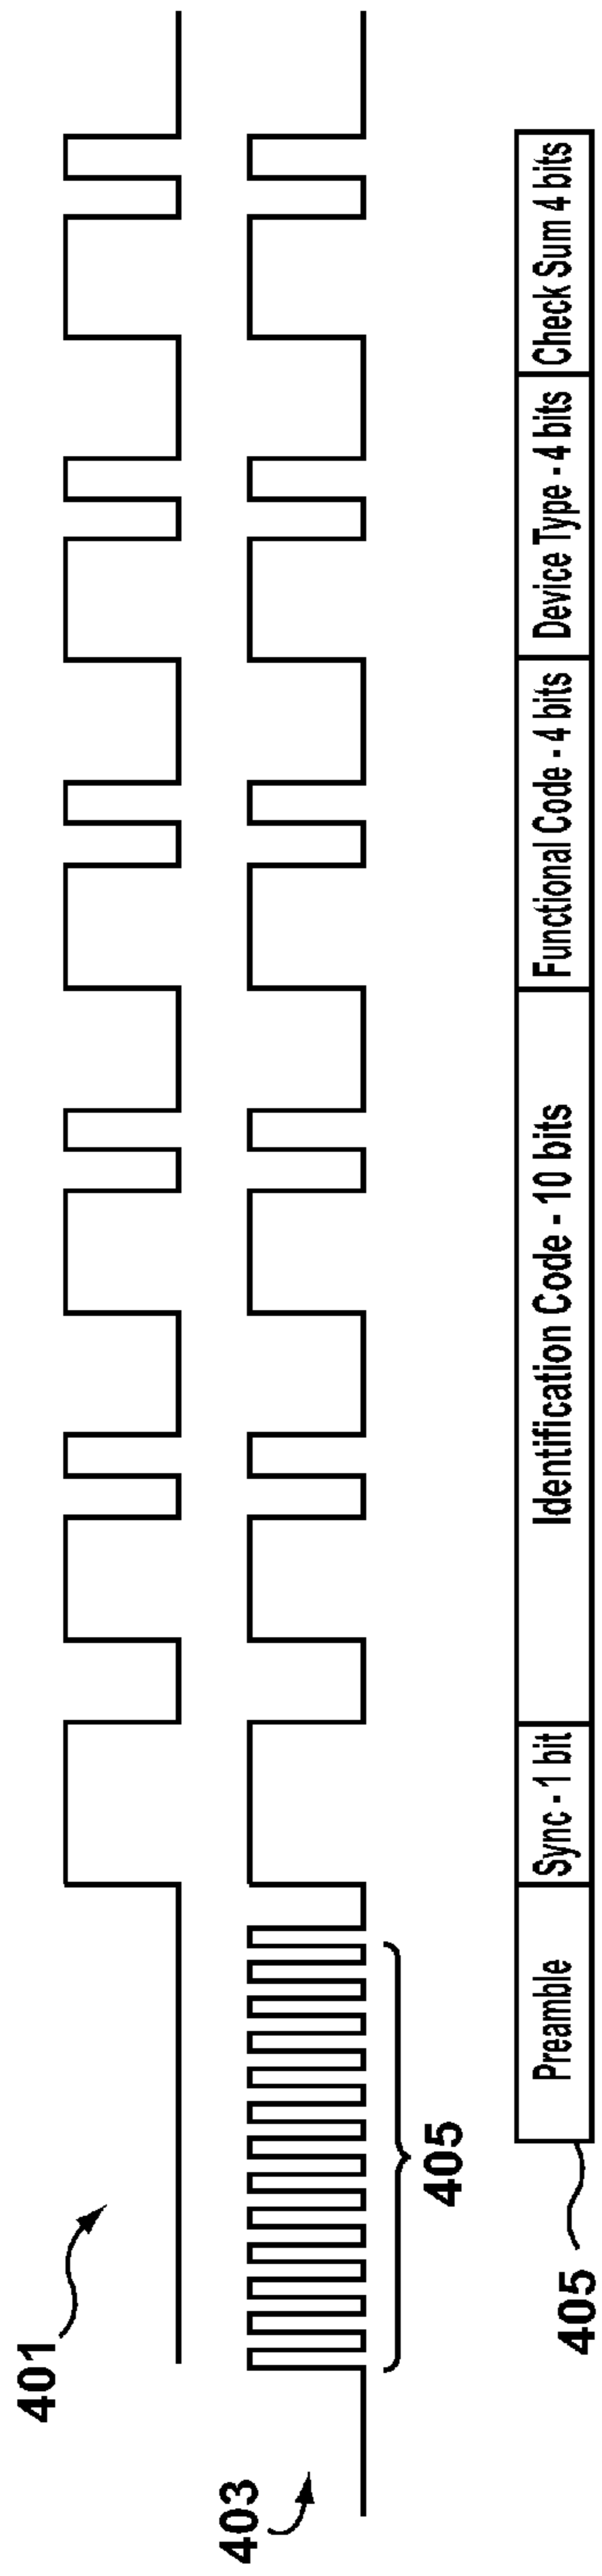 401
403
405
405
Preamble
Sync - 1 bit
Identification Code - 10 bits
Functional Code - 4 bits
Device Type - 4 bits
Check Sum 4 bits